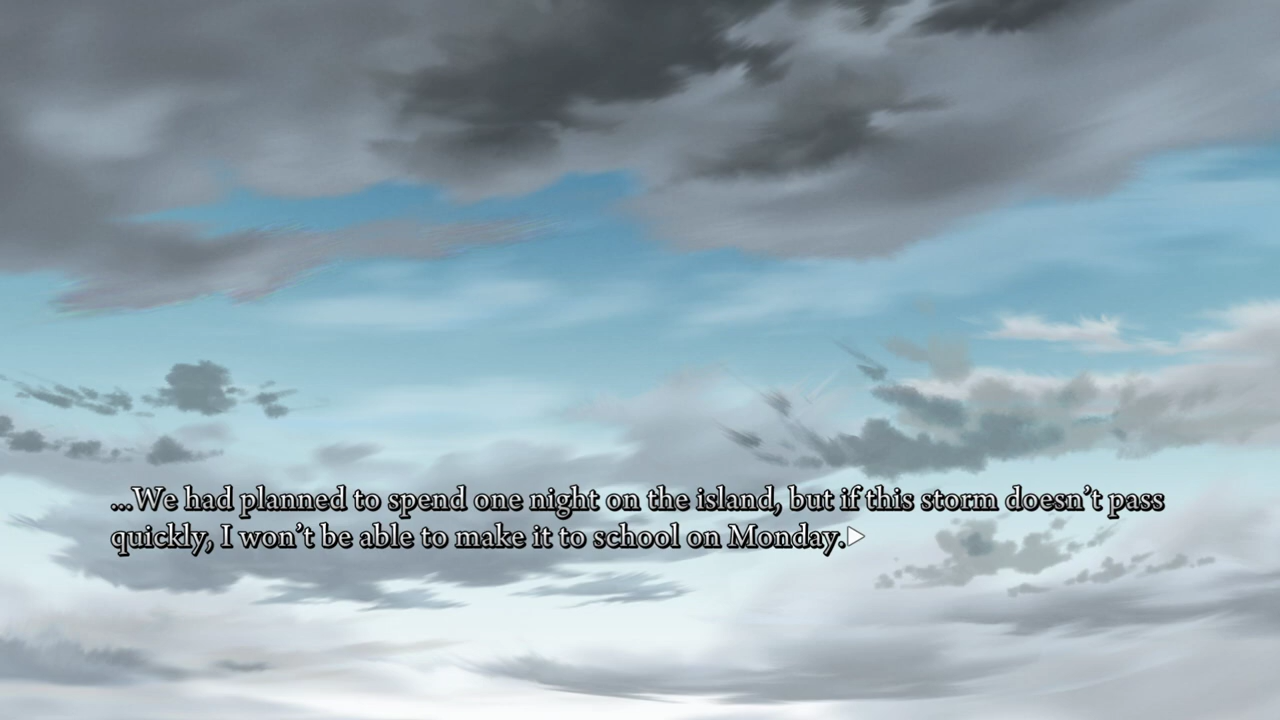 ...We had planned to spend one night on the island, but if this storm doesn't pass
quickly, I won't be able to make it to school on Monday.